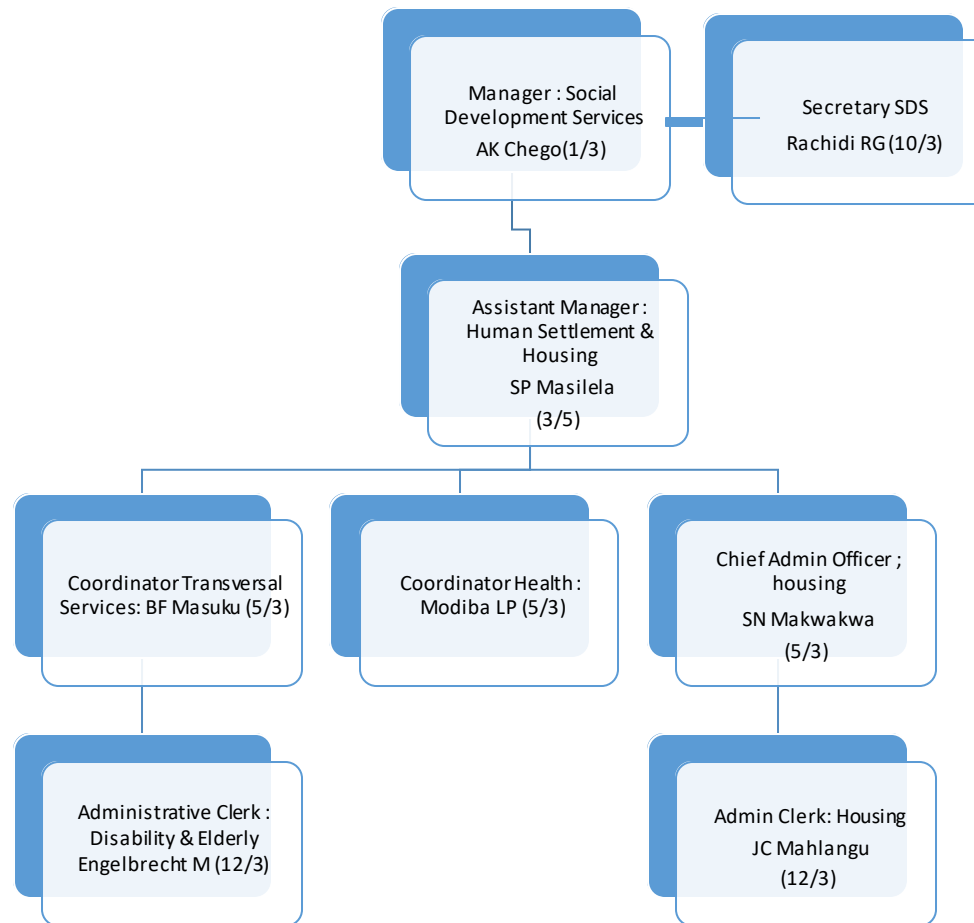 Manager : Social
Development Services
AK Chego(1/3)
Secretary SDS
Rachidi RG(10/3)
Assistant Manager :
Human Settlement &
Housing
SP Masilela
(3/5)
Coordinator Transversal
Services: BF Masuku (5/3)
Coordinator Health :
Modiba LP (5/3)
Chief Admin Officer ;
housing
SN Makwakwa
(5/3)
Administrative Clerk :
Disability & Elderly
Engelbrecht M (12/3)
Admin Clerk: Housing
JC Mahlangu
(12/3)